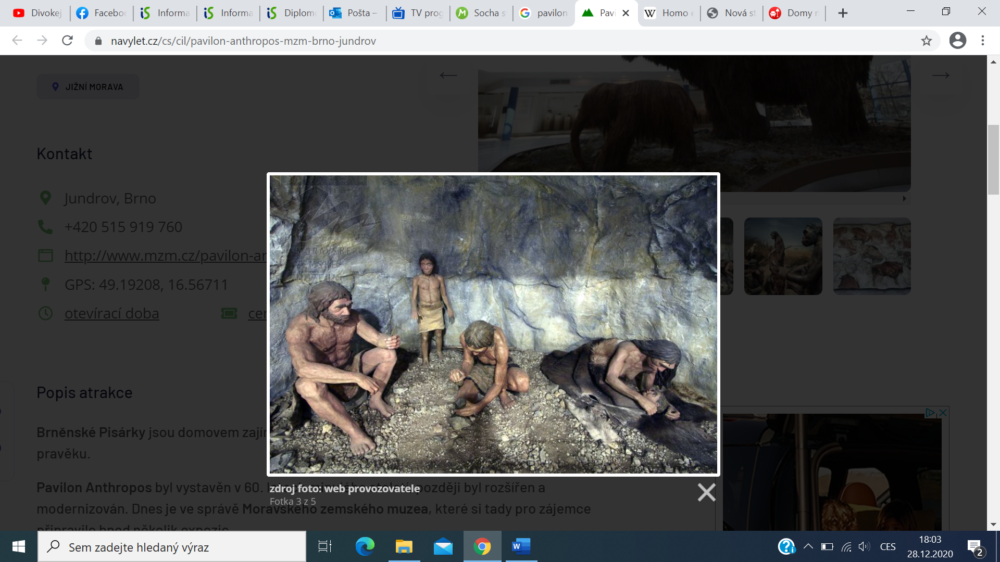 Divokej
Faceboo
Informa
Informa
Diplom
Pošta –
TV prog
Socha s
pavilon
Pavi
Homo e
Nová st
Domy n
navylet.cz/cs/cil/pavilon-anthropos-mzm-brno-jundrov
JIŽNÍ MORAVA
Kontakt
Jundrov, Brno
+420 515 919 760
http://www.mzm.cz/pavilon-an
GPS: 49.19208, 16.56711
otevírací doba
cen
MORAVSKÉ
ZEMSKÉ
MUZEUM
Popis atrakce
Brněnské Pisárky jsou domovem zajím
pravěku.
Pavilon Anthropos byl vystavěn v 60. později byl rozšířen a
zdroj foto: web provozovatele
Fotka 3 z 5
modernizován. Dnes je ve správě Moravského zemského muzea, které si tady pro zájemce
připravilo hned několik expozic.
Sem zadejte hledaný výraz
CES
18:03
28.12.2020
2